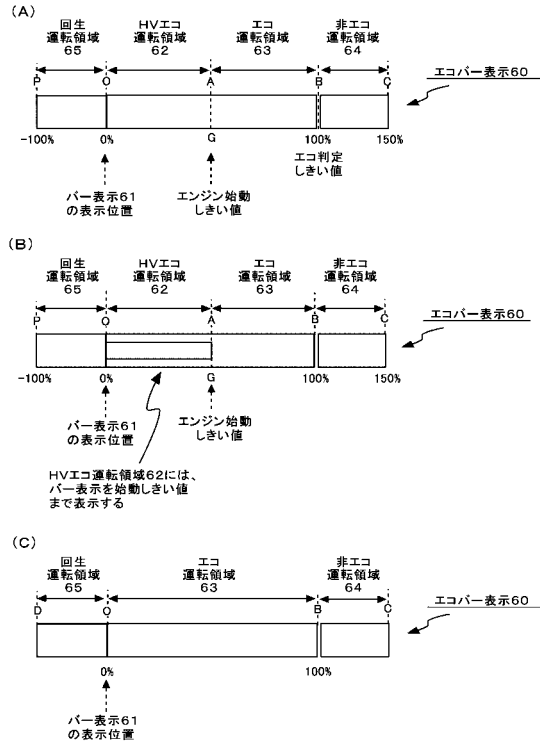 (A)
回生 HVエコ エコ 非エコ
運転領域 運転領域 運転領域 運転領域
65 62 63 64
エコバー表示60
P O A B C
-100% 0% G 100% 150%
エコ判定
しきい値
バー表示61
の表示位置
エンジン始動
しきい値
(B)
回生 HVエコ エコ 非エコ
運転領域 運転領域 運転領域 運転領域
65 62 63 64
エコバー表示60
P O A B C
-100% 0% G 100% 150%
バー表示61
の表示位置
エンジン始動
しきい値
HVエコ運転領域62には、
バー表示を始動しきい値
まで表示する
(C)
回生 エコ 非エコ
運転領域 運転領域 運転領域
65 63 64
エコバー表示60
D O B C
0% 100%
バー表示61
の表示位置